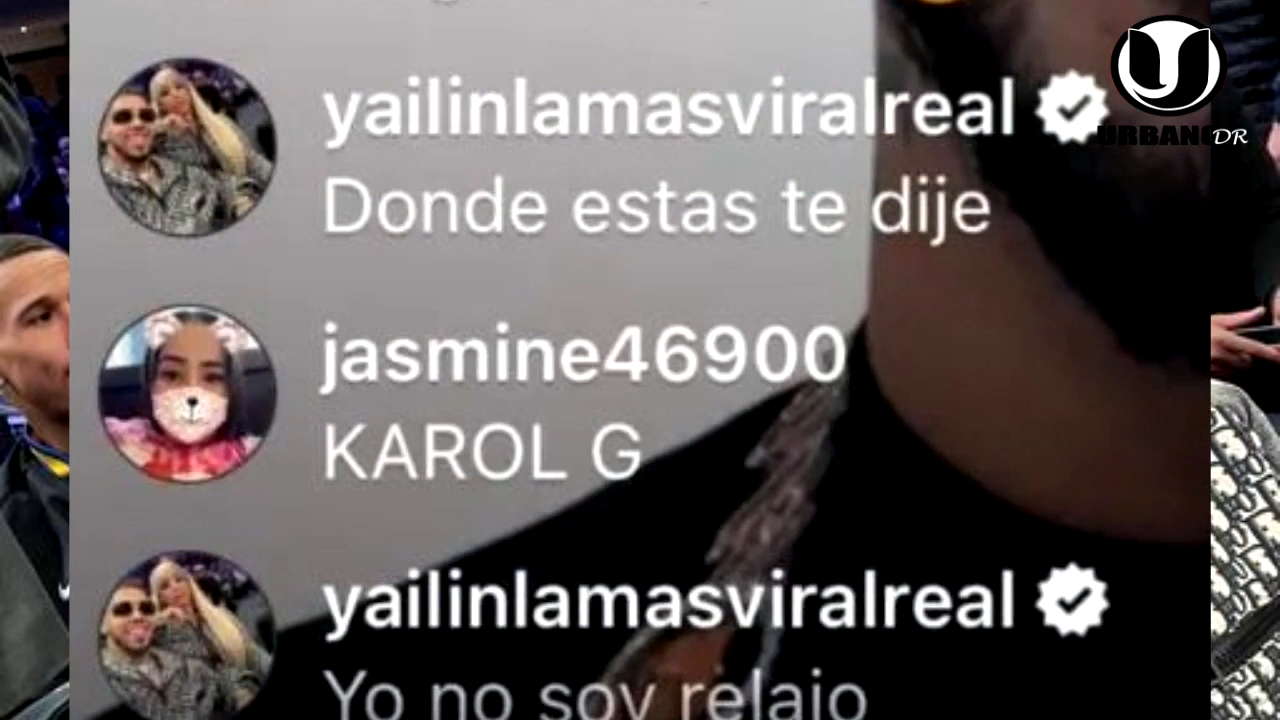 yailinlamasviralreal
URBANO DR
Donde estas te dije
jasmine46900
KAROL G
yailinlamasviralreal
Yo no soy relajo